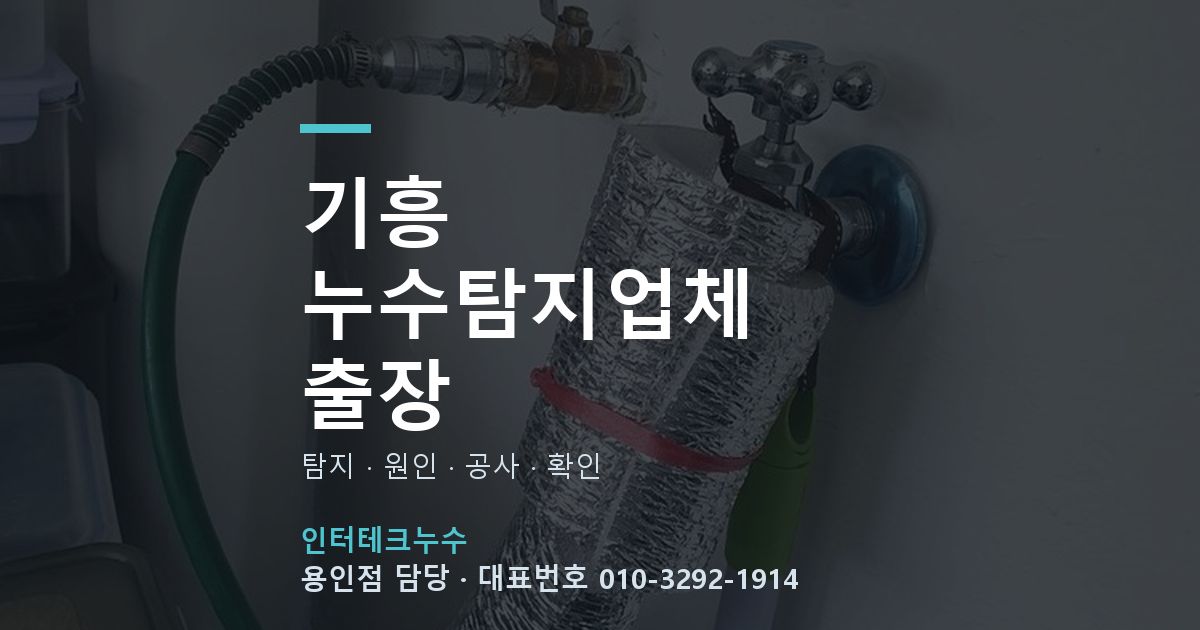 기흥
누수탐지업체
출장
탐지 · 원인 · 공사 · 확인
인터테크누수
용인점 담당 · 대표번호 010-3292-1914